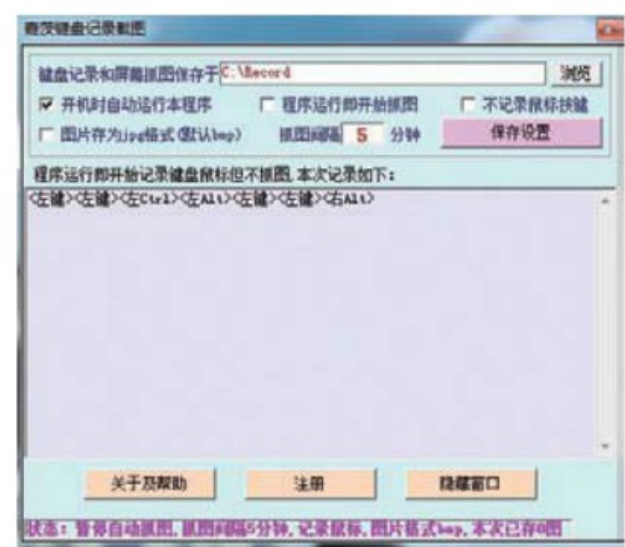 奇茨键盘记录截图
键盘记录和屏幕抓图保存于C:\Record 浏览
开机时自动运行本程序 程序运行即开始抓图 不记录鼠标按键
图片存为jpg格式(默认bmp) 抓图间隔 5 分钟 保存设置
程序运行即开始记录键盘鼠标但不抓图,本次记录如下:
<左键><左键><左Ctrl><左Alt><左键><左键><右Alt>
关于及帮助 注册 隐藏窗口
状态:暂停自动抓图,抓图间隔5分钟,记录鼠标,图片格式bmp,本次已存0图